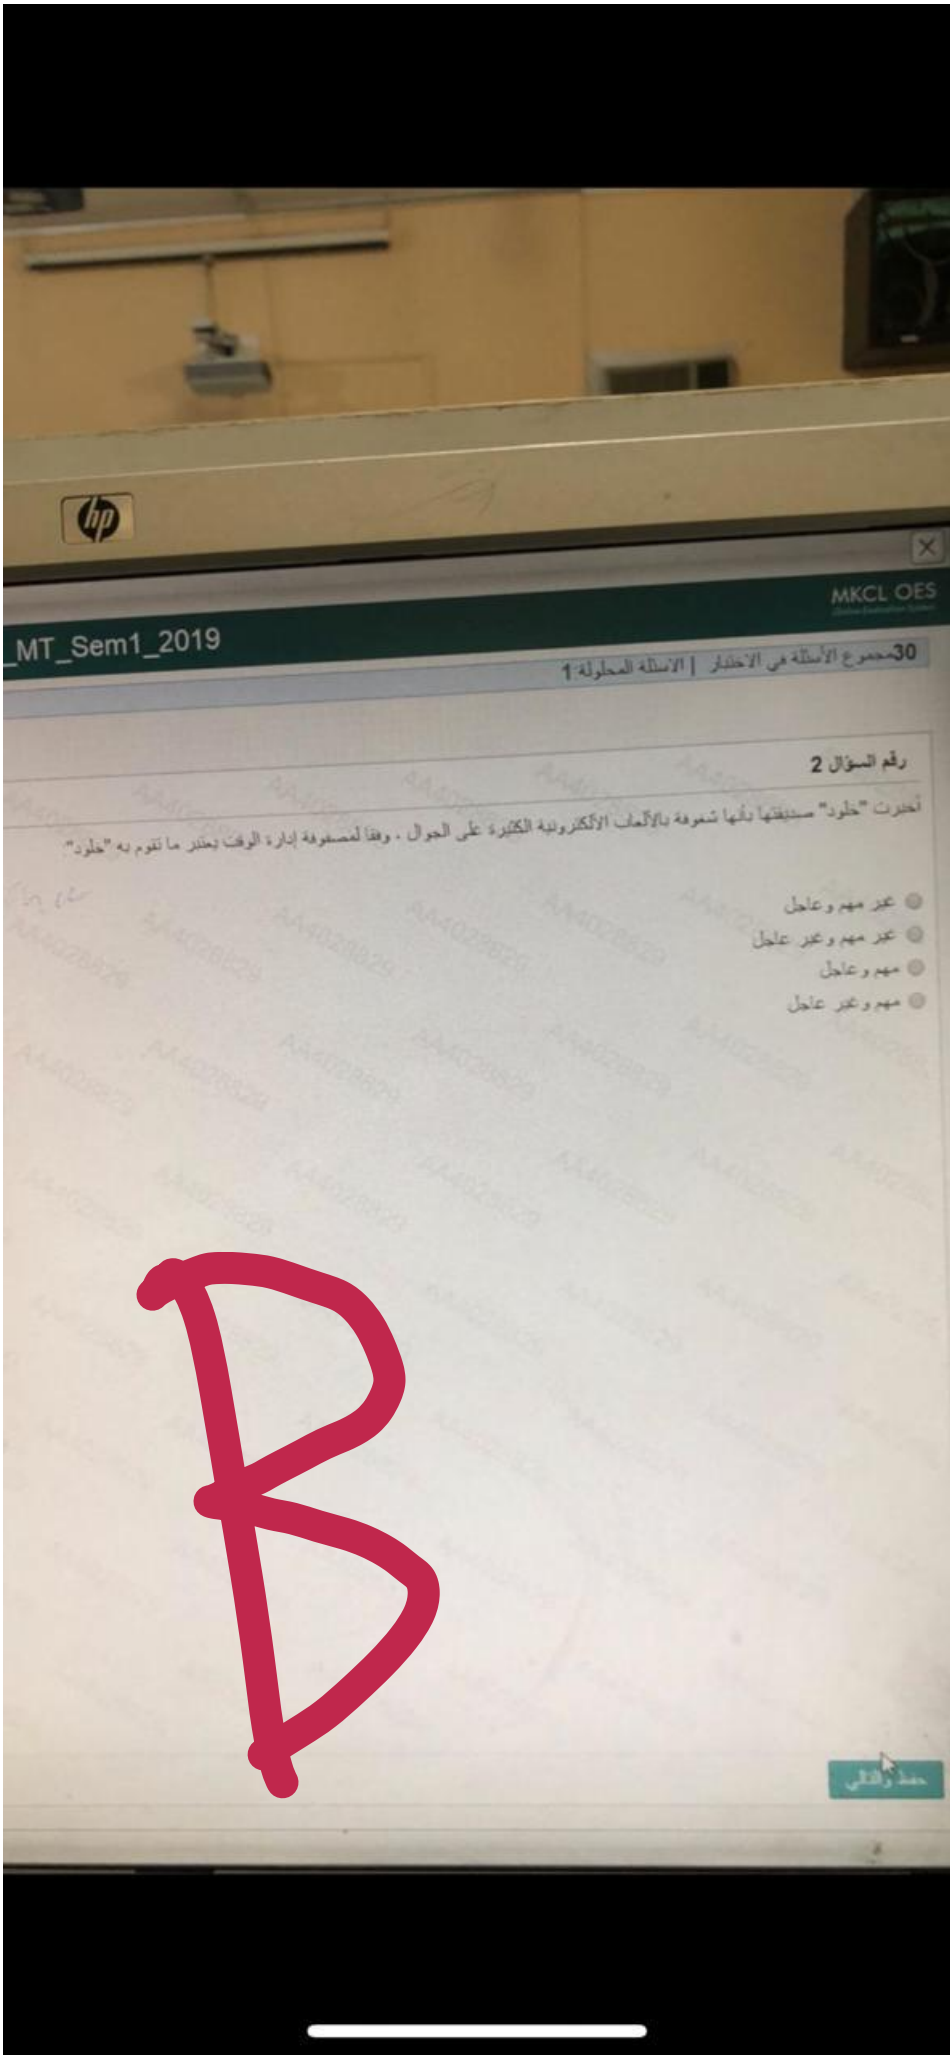 hp
MKCL OES
_MT_Sem1_2019
30مجموع الأسئلة في الاختبار | الاسئلة المحلولة:1
رقم السؤال 2
أخبرت "خلود" صديقتها بأنها شغوفة بالألعاب الألكترونية الكثيرة على الجوال ، وفقا لمصفوفة إدارة الوقت يعتبر ما تقوم به "خلود":
غير مهم وعاجل
غير مهم وغير عاجل
مهم وعاجل
مهم وغير عاجل
AA4028829
B
حفظ والتالي